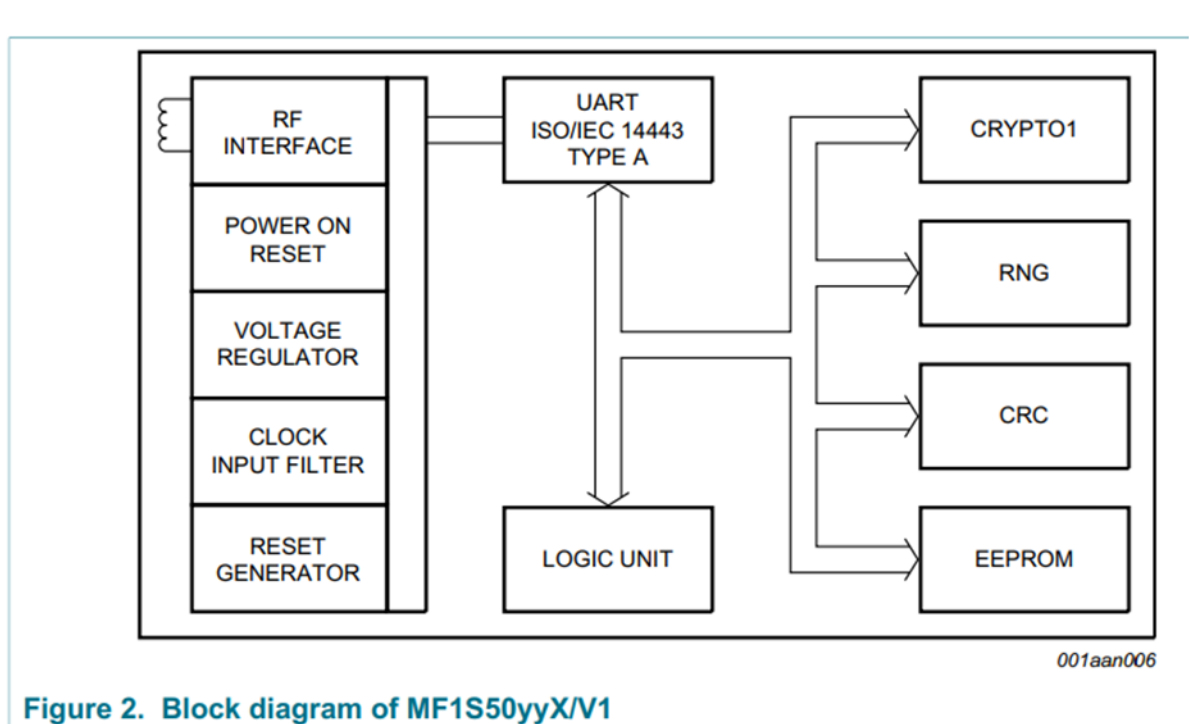 RF
INTERFACE
POWER ON
RESET
VOLTAGE
REGULATOR
CLOCK
INPUT FILTER
RESET
GENERATOR
UART
ISO/IEC 14443
TYPE A
LOGIC UNIT
CRYPTO1
RNG
CRC
EEPROM
001aan006
Figure 2. Block diagram of MF1S50yyX/V1